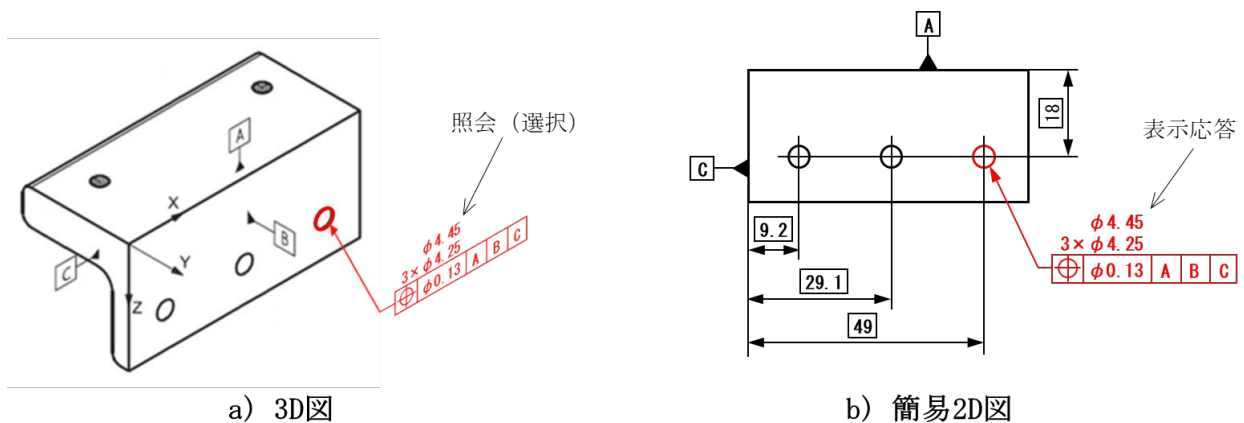 照会（選択）
A
X
B
C
Y
Z
φ4.45
3×φ4.25
φ0.13 A B C
a) 3D図
A
18
C
表示応答
9.2
φ4.45
3×φ4.25
φ0.13 A B C
29.1
49
b) 簡易2D図